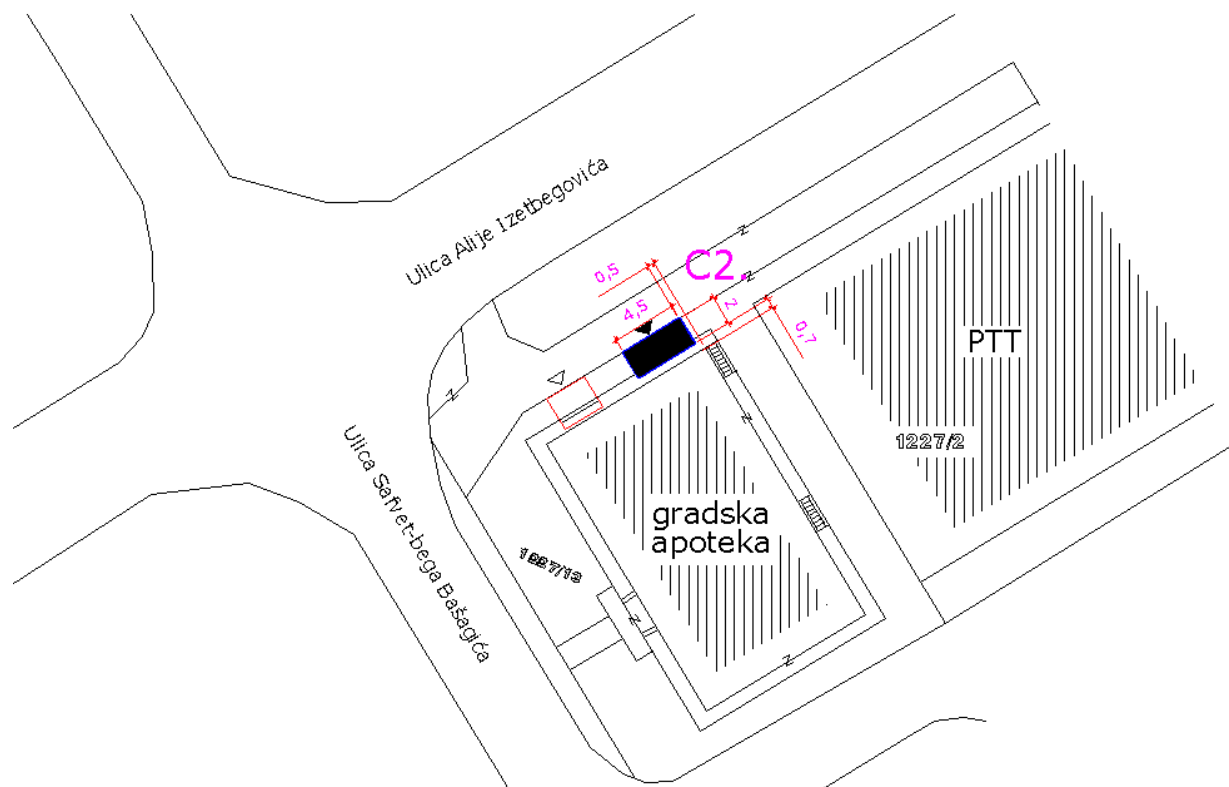 Ulica Alije Izetbegovića
0,5
C2.
4,5
2
0,7
PTT
1227/2
Ulica Safvet-bega Bašagića
gradska
apoteka
1227/13